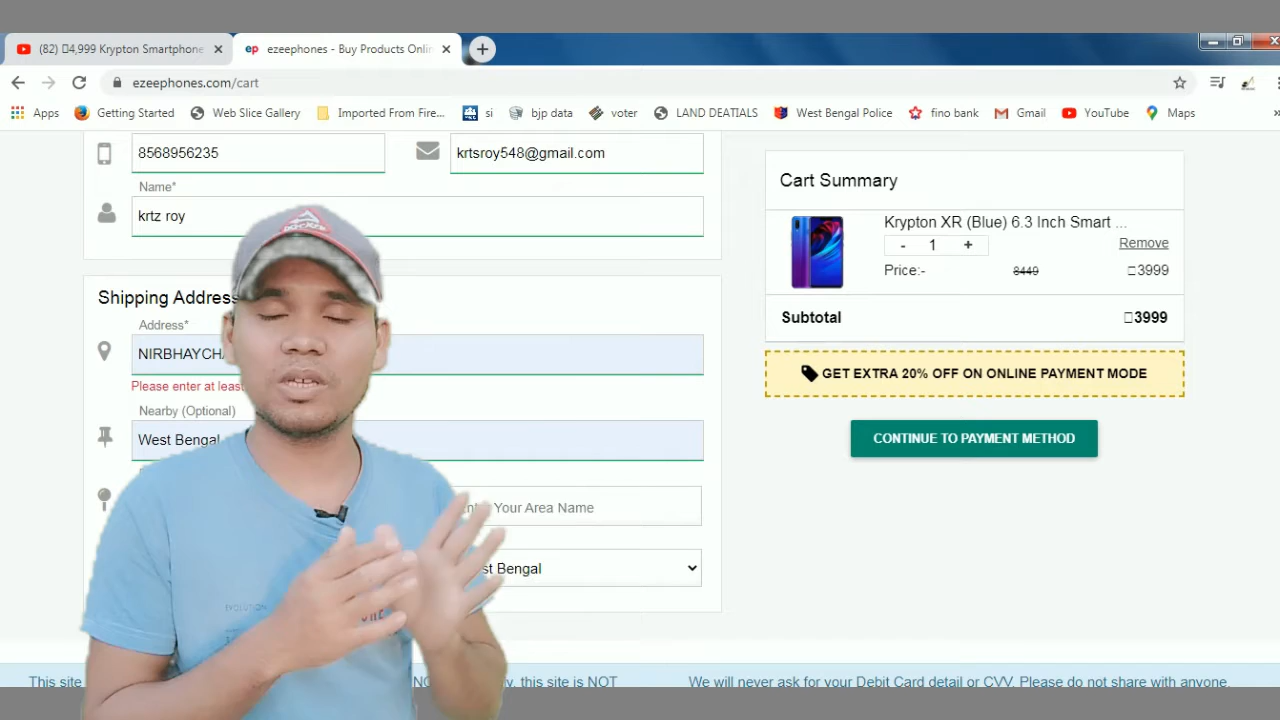 (82) 4,999 Krypton Smartphone
ezeephones - Buy Products Onlin
ezeephones.com/cart
Apps Getting Started Web Slice Gallery Imported From Fire... si bjp data voter LAND DEATIALS West Bengal Police fino bank Gmail YouTube Maps
8568956235
krtsroy548@gmail.com
Name*
krtz roy
Shipping Address
Address*
NIRBHAYCHA
Please enter at least
Nearby (Optional)
West Bengal
Your Area Name
Bengal
Cart Summary
Krypton XR (Blue) 6.3 Inch Smart ...
- 1 +
Remove
Price:- 8449 3999
Subtotal 3999
GET EXTRA 20% OFF ON ONLINE PAYMENT MODE
CONTINUE TO PAYMENT METHOD
This site
, this site is NOT
We will never ask for your Debit Card detail or CVV. Please do not share with anyone.